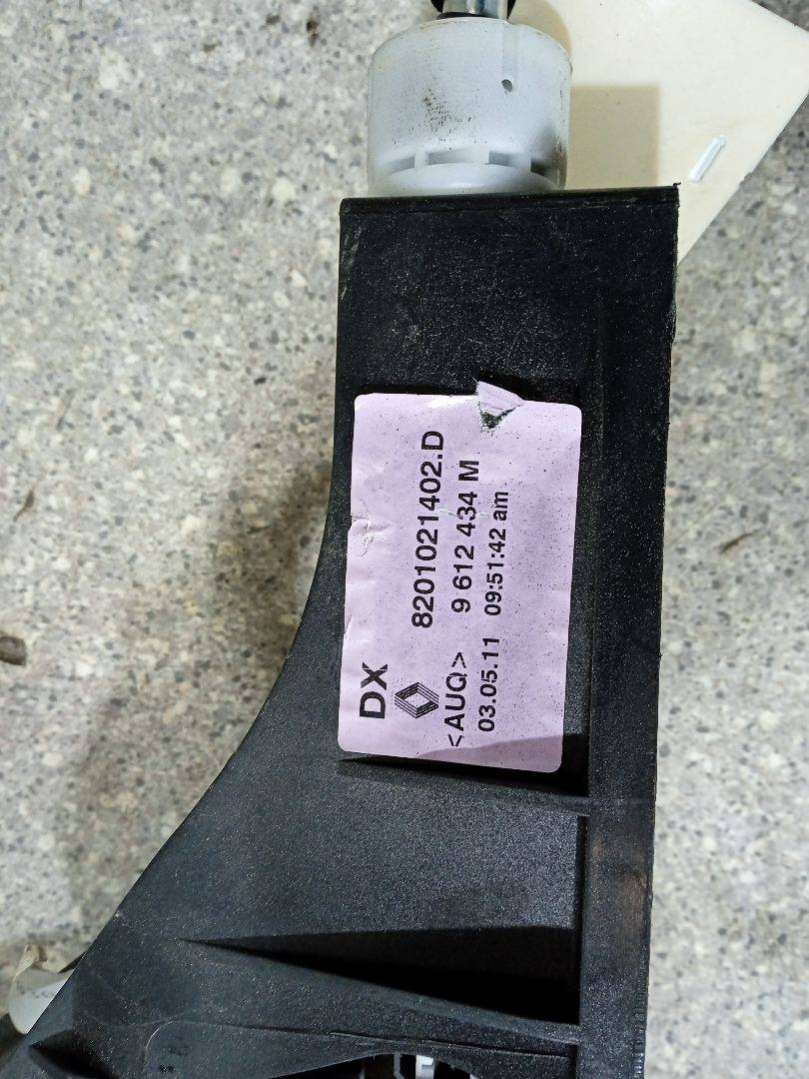 DX
8201021402.D
<AUQ> 9 612 434 M
03.05.11 09:51:42 am